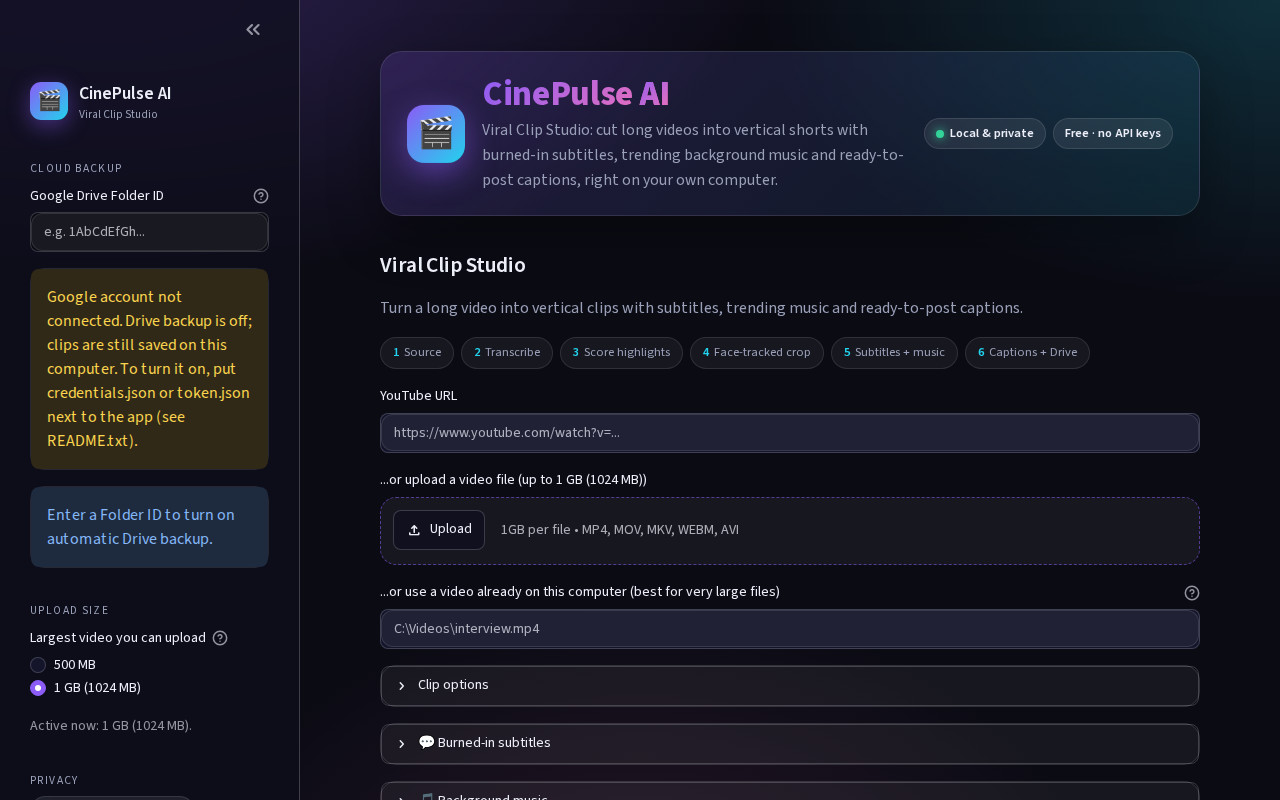 CinePulse AI
Viral Clip Studio
CLOUD BACKUP
Google Drive Folder ID
e.g. 1AbCdEfGh...
Google account not
connected. Drive backup is off;
clips are still saved on this
computer. To turn it on, put
credentials.json or token.json
next to the app (see
README.txt).
Enter a Folder ID to turn on
automatic Drive backup.
UPLOAD SIZE
Largest video you can upload
500 MB
1 GB (1024 MB)
Active now: 1 GB (1024 MB).
PRIVACY
CinePulse AI
Viral Clip Studio: cut long videos into vertical shorts with
burned-in subtitles, trending background music and ready-to-
post captions, right on your own computer.
Local & private
Free · no API keys
Viral Clip Studio
Turn a long video into vertical clips with subtitles, trending music and ready-to-post captions.
1 Source
2 Transcribe
3 Score highlights
4 Face-tracked crop
5 Subtitles + music
6 Captions + Drive
YouTube URL
https://www.youtube.com/watch?v=...
...or upload a video file (up to 1 GB (1024 MB))
Upload
1GB per file • MP4, MOV, MKV, WEBM, AVI
...or use a video already on this computer (best for very large files)
C:\Videos\interview.mp4
Clip options
💬 Burned-in subtitles
🎵 Background music